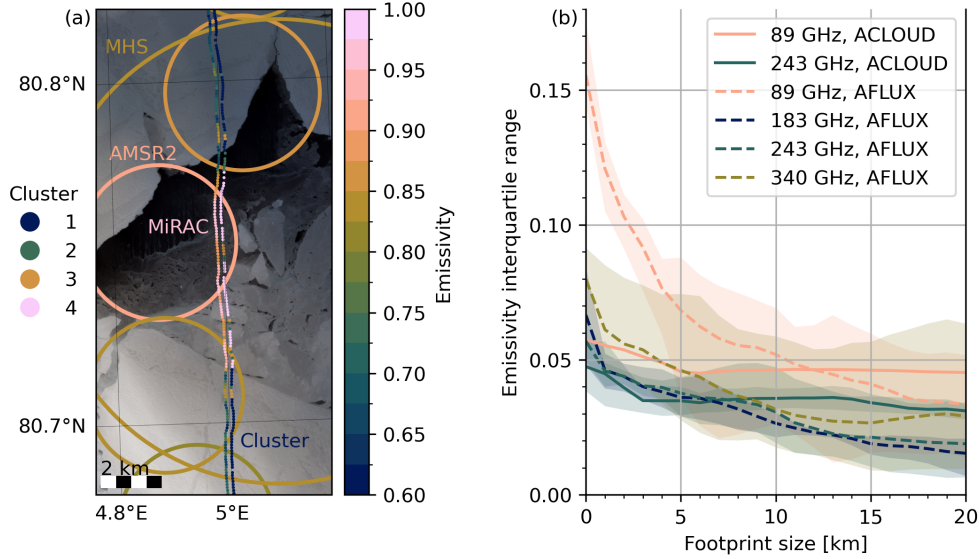 (a)
MHS
80.8°N
AMSR2
MiRAC
Cluster
1
2
3
4
80.7°N
Cluster
2 km
4.8°E
5°E
1.00
0.95
0.90
0.85
0.80
0.75
0.70
0.65
0.60
Emissivity
(b)
89 GHz, ACLOUD
243 GHz, ACLOUD
89 GHz, AFLUX
183 GHz, AFLUX
243 GHz, AFLUX
340 GHz, AFLUX
Emissivity interquartile range
0.15
0.10
0.05
0.00
0
5
10
15
20
Footprint size [km]